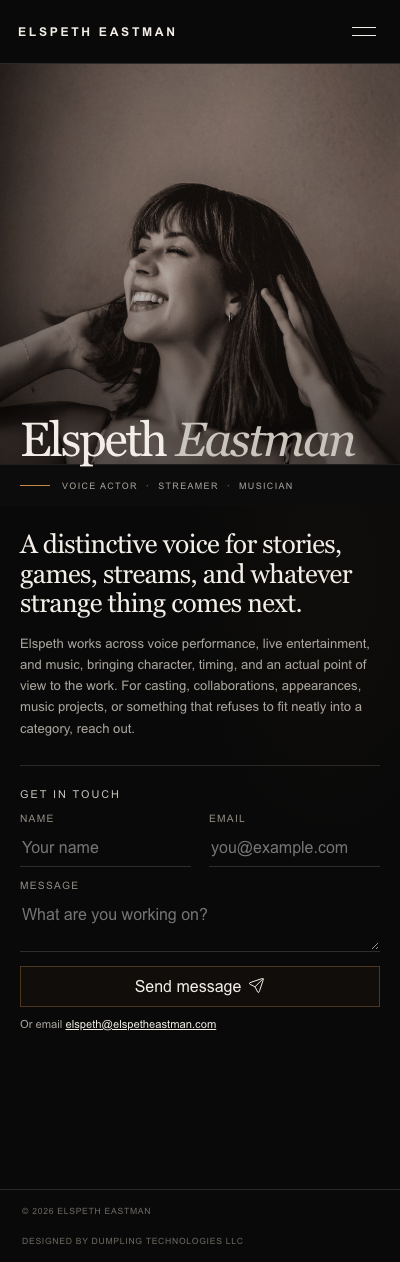 ELSPETH EASTMAN
Elspeth Eastman
VOICE ACTOR · STREAMER · MUSICIAN
A distinctive voice for stories,
games, streams, and whatever
strange thing comes next.
Elspeth works across voice performance, live entertainment,
and music, bringing character, timing, and an actual point of
view to the work. For casting, collaborations, appearances,
music projects, or something that refuses to fit neatly into a
category, reach out.
GET IN TOUCH
NAME
EMAIL
Your name
you@example.com
MESSAGE
What are you working on?
Send message
Or email elspeth@elspetheastman.com
© 2026 ELSPETH EASTMAN
DESIGNED BY DUMPLING TECHNOLOGIES LLC